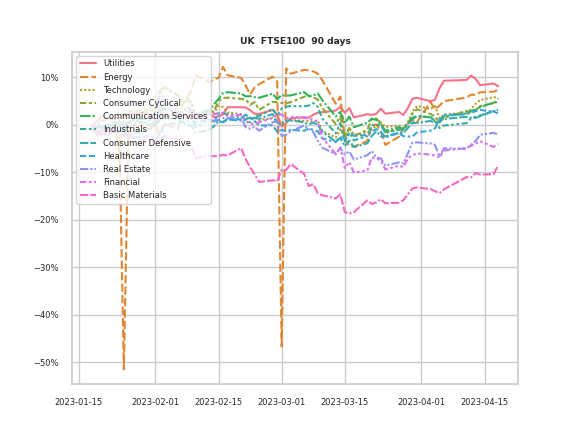 UK FTSE100 90 days
Utilities
Energy
Technology
Consumer Cyclical
Communication Services
Industrials
Consumer Defensive
Healthcare
Real Estate
Financial
Basic Materials
10%
0%
−10%
−20%
−30%
−40%
−50%
2023-01-15
2023-02-01
2023-02-15
2023-03-01
2023-03-15
2023-04-01
2023-04-15